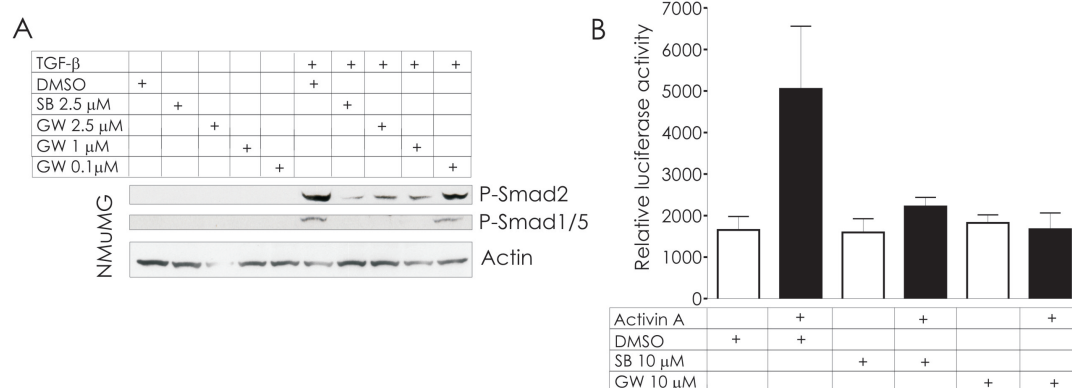 A
TGF-β + + + + +
DMSO + +
SB 2.5 µM + +
GW 2.5 µM + +
GW 1 µM + +
GW 0.1µM + +
NMuMG
P-Smad2
P-Smad1/5
Actin
B
Relative luciferase activity
7000
6000
5000
4000
3000
2000
1000
0
Activin A + + +
DMSO + +
SB 10 µM + +
GW 10 µM + +